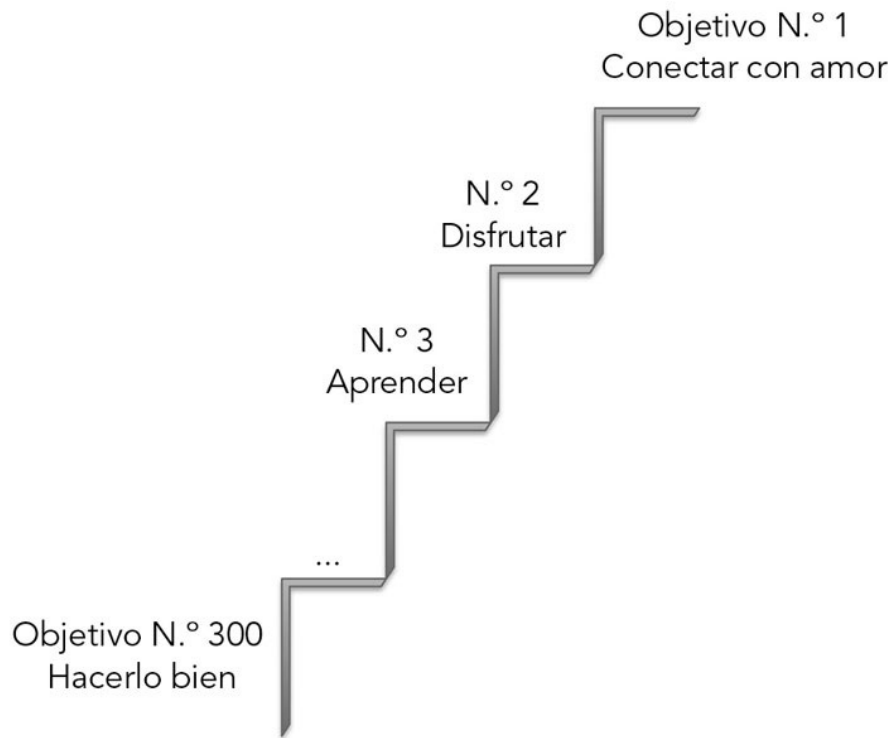 Objetivo N.º 1
Conectar con amor
N.º 2
Disfrutar
N.º 3
Aprender
...
Objetivo N.º 300
Hacerlo bien